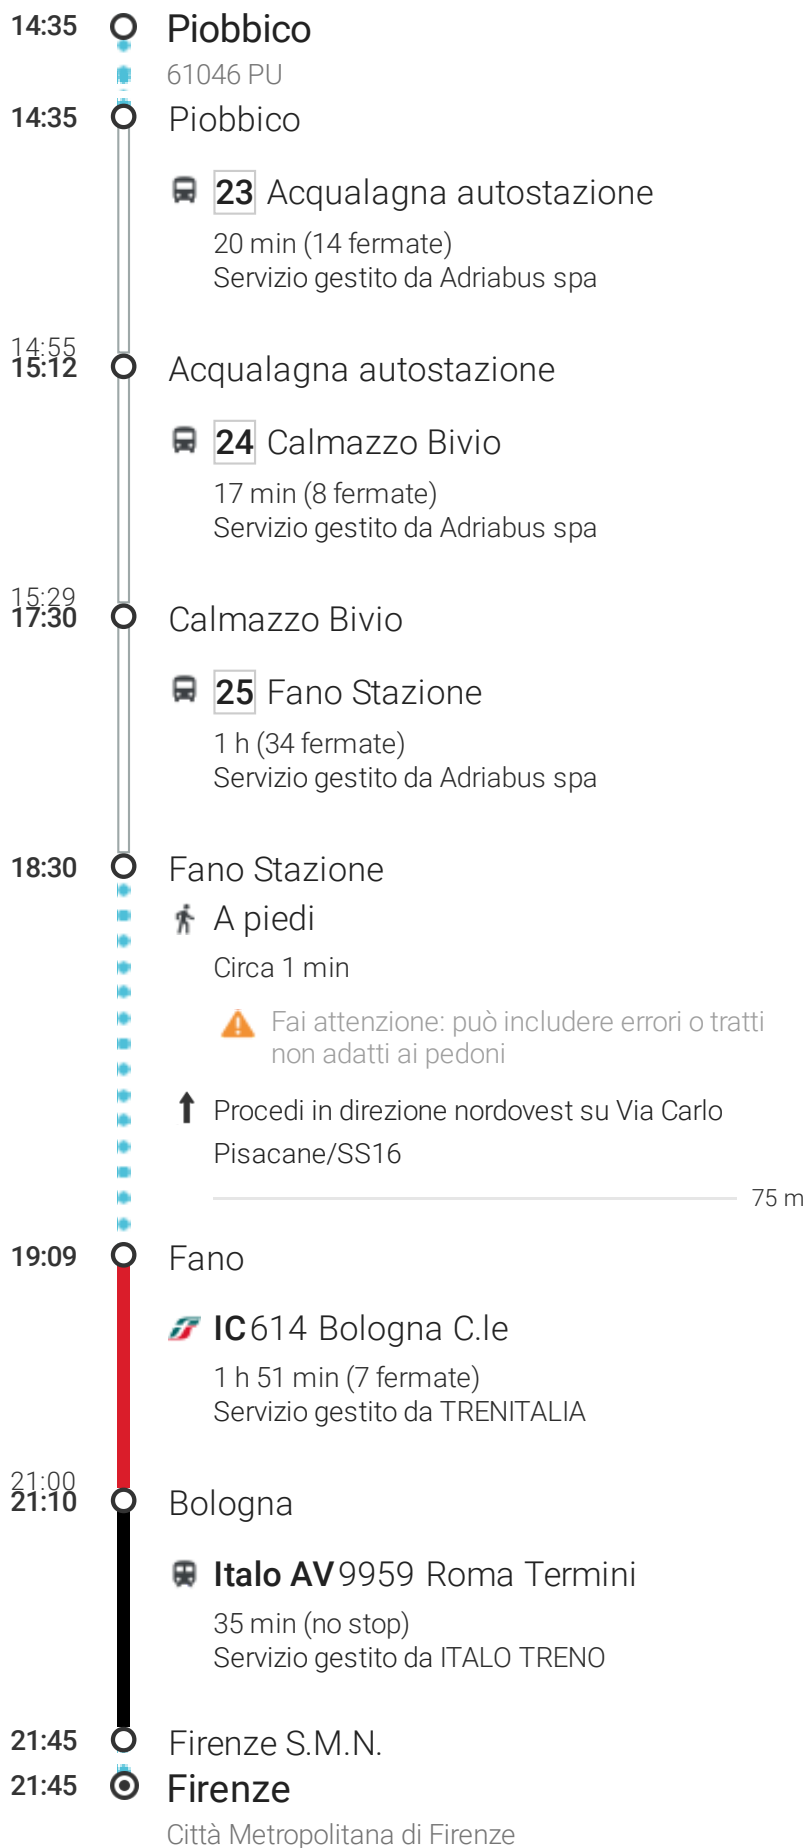 14:35 Piobbico
61046 PU
14:35 Piobbico
23 Acqualagna autostazione
20 min (14 fermate)
Servizio gestito da Adriabus spa
14:55
15:12 Acqualagna autostazione
24 Calmazzo Bivio
17 min (8 fermate)
Servizio gestito da Adriabus spa
15:29
17:30 Calmazzo Bivio
25 Fano Stazione
1 h (34 fermate)
Servizio gestito da Adriabus spa
18:30 Fano Stazione
A piedi
Circa 1 min
Fai attenzione: può includere errori o tratti
non adatti ai pedoni
Procedi in direzione nordovest su Via Carlo
Pisacane/SS16
75 m
19:09 Fano
IC 614 Bologna C.le
1 h 51 min (7 fermate)
Servizio gestito da TRENITALIA
21:00
21:10 Bologna
Italo AV 9959 Roma Termini
35 min (no stop)
Servizio gestito da ITALO TRENO
21:45 Firenze S.M.N.
21:45 Firenze
Città Metropolitana di Firenze